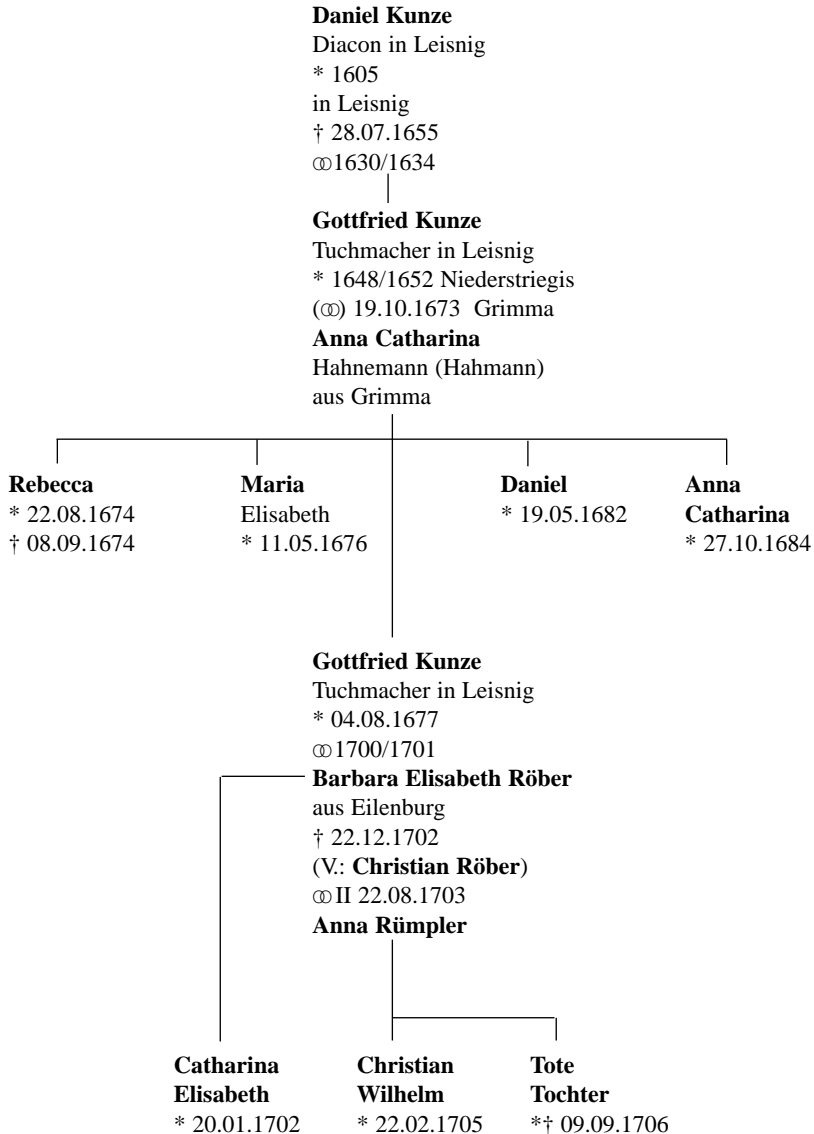 Daniel Kunze
Diacon in Leisnig
* 1605
in Leisnig
† 28.07.1655
⚭ 1630/1634
Gottfried Kunze
Tuchmacher in Leisnig
* 1648/1652 Niederstriegis
(⚭) 19.10.1673 Grimma
Anna Catharina
Hahnemann (Hahmann)
aus Grimma
Rebecca
* 22.08.1674
† 08.09.1674
Maria
Elisabeth
* 11.05.1676
Daniel
* 19.05.1682
Anna
Catharina
* 27.10.1684
Gottfried Kunze
Tuchmacher in Leisnig
* 04.08.1677
⚭ 1700/1701
Barbara Elisabeth Röber
aus Eilenburg
† 22.12.1702
(V.: Christian Röber)
⚭ II 22.08.1703
Anna Rümpler
Catharina
Elisabeth
* 20.01.1702
Christian
Wilhelm
* 22.02.1705
Tote
Tochter
*† 09.09.1706